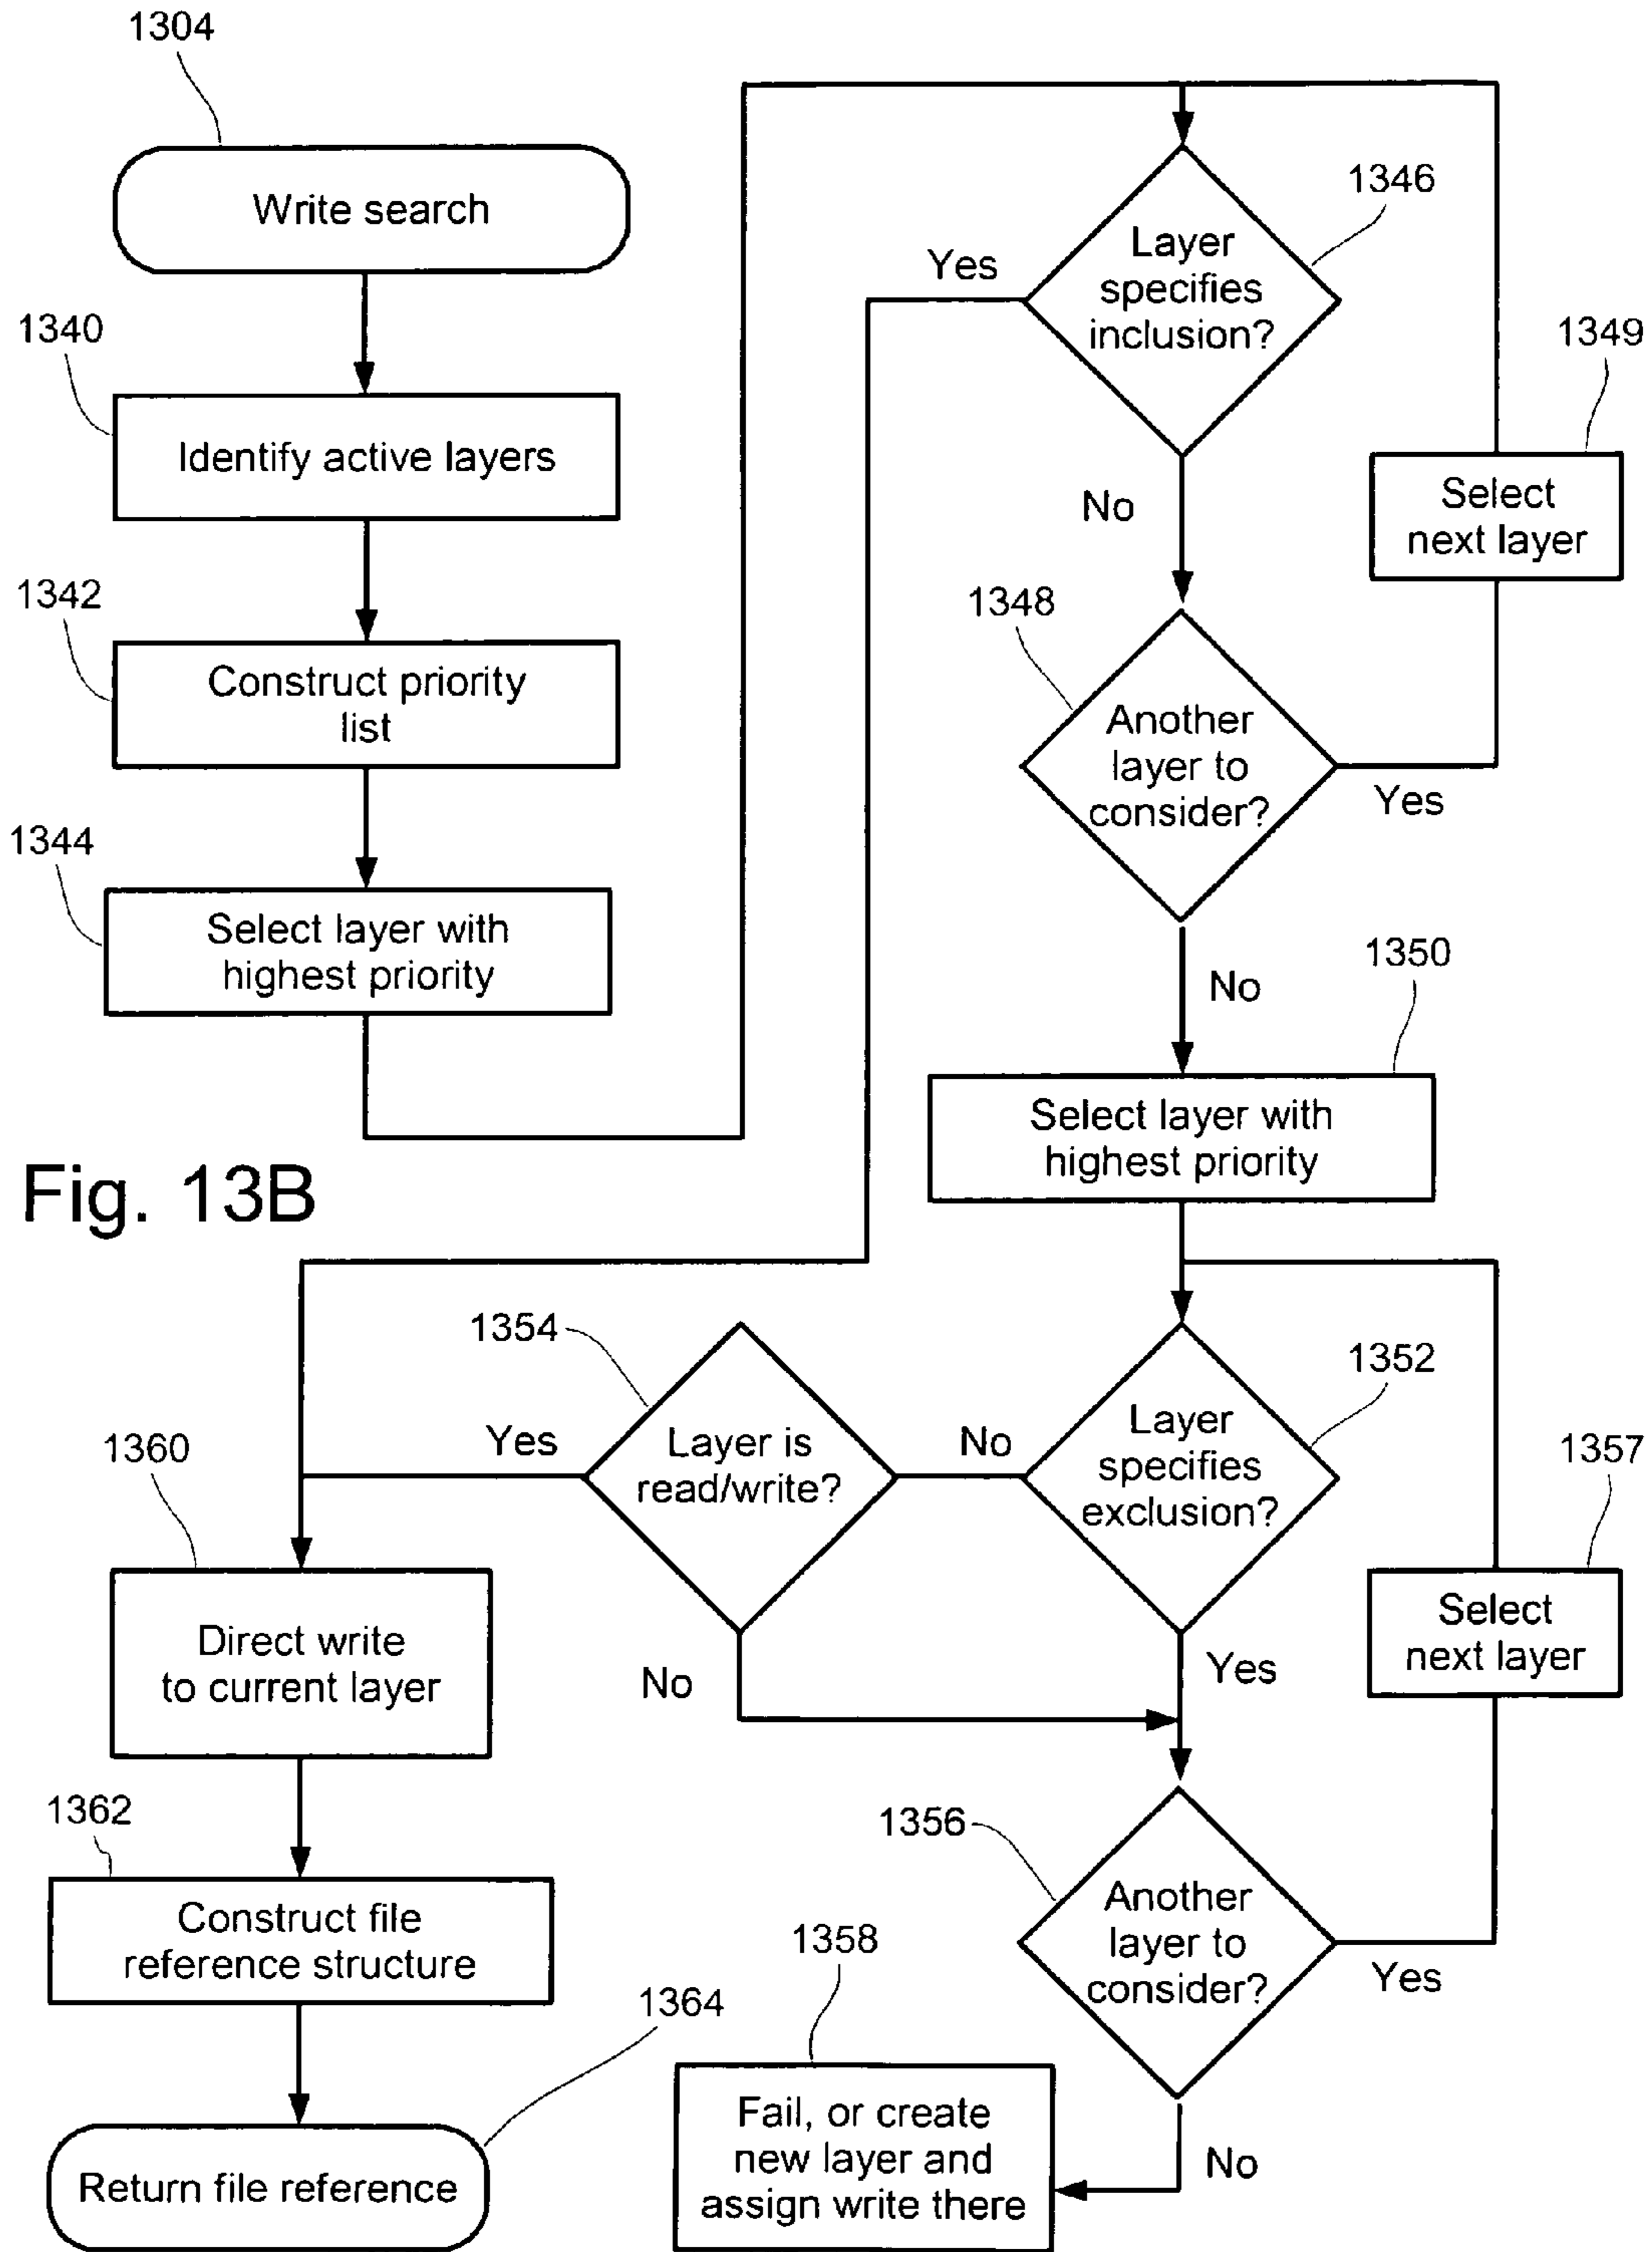 1304
Write search
1340
Identify active layers
1342
Construct priority
list
1344
Select layer with
highest priority
1346
Layer
specifies
inclusion?
Yes
No
1349
Select
next layer
1348
Another
layer to
consider?
Yes
No
1350
Select layer with
highest priority
Fig. 13B
1352
Layer
specifies
exclusion?
No
Yes
1354
Layer is
read/write?
Yes
No
1357
Select
next layer
1356
Another
layer to
consider?
Yes
No
1358
Fail, or create
new layer and
assign write there
1360
Direct write
to current layer
1362
Construct file
reference structure
1364
Return file reference